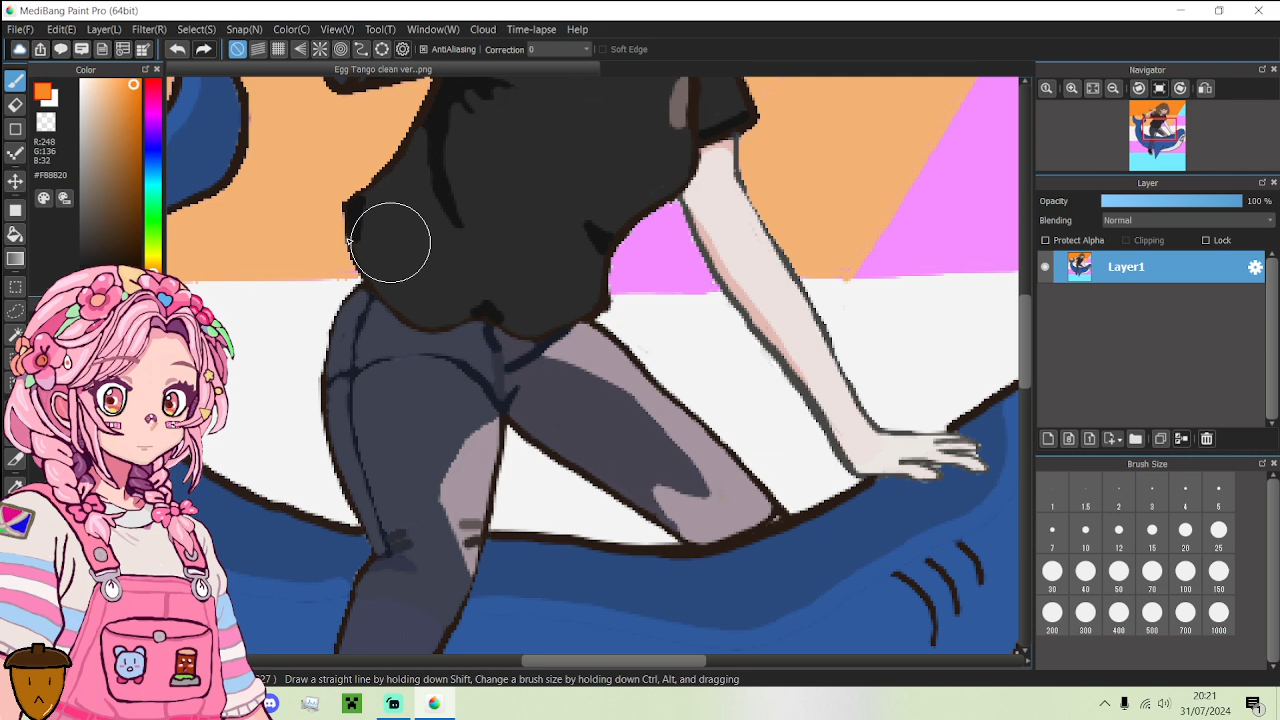 MediBang Paint Pro (64bit)
File(F) Edit(E) Layer(L) Filter(R) Select(S) Snap(N) Color(C) View(V) Tool(T) Window(W) Cloud Time-lapse Help
AntiAliasing Correction 0 Soft Edge
Color
Egg Tango clean ver..png
Navigator
R:248
G:136
B:32
#F88820
Layer
Opacity 100 %
Blending Normal
Protect Alpha Clipping Lock
Layer1
Brush Size
1 1.5 2 3 4 5
7 10 12 15 20 25
30 40 50 70 100 150
200 300 400 500 700 1000
27 ) Draw a straight line by holding down Shift, Change a brush size by holding down Ctrl, Alt, and dragging
20:21
31/07/2024
1